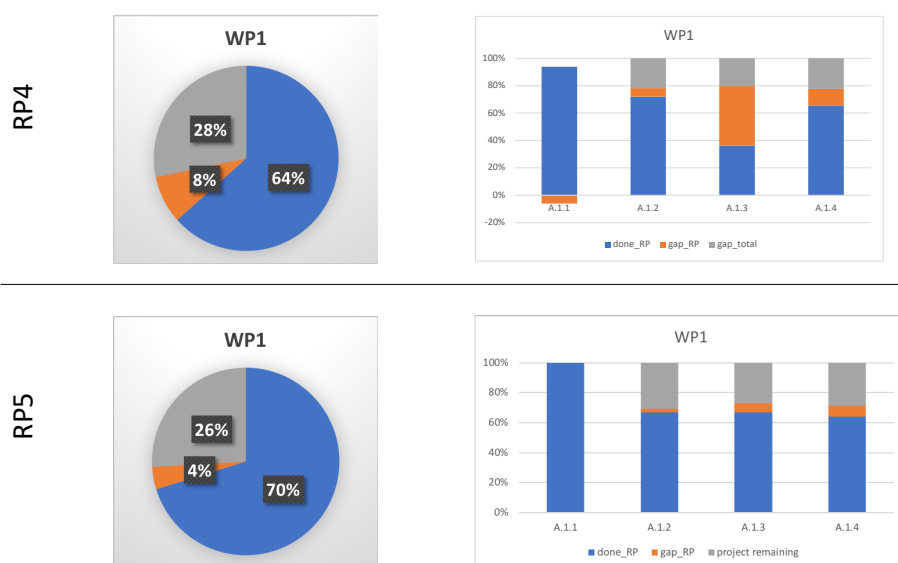 RP4
WP1
28%
8%
64%
WP1
100%
80%
60%
40%
20%
0%
-20%
A.1.1 A.1.2 A.1.3 A.1.4
done_RP gap_RP gap_total
RP5
WP1
26%
4%
70%
WP1
100%
80%
60%
40%
20%
0%
A.1.1 A.1.2 A.1.3 A.1.4
done_RP gap_RP project remaining